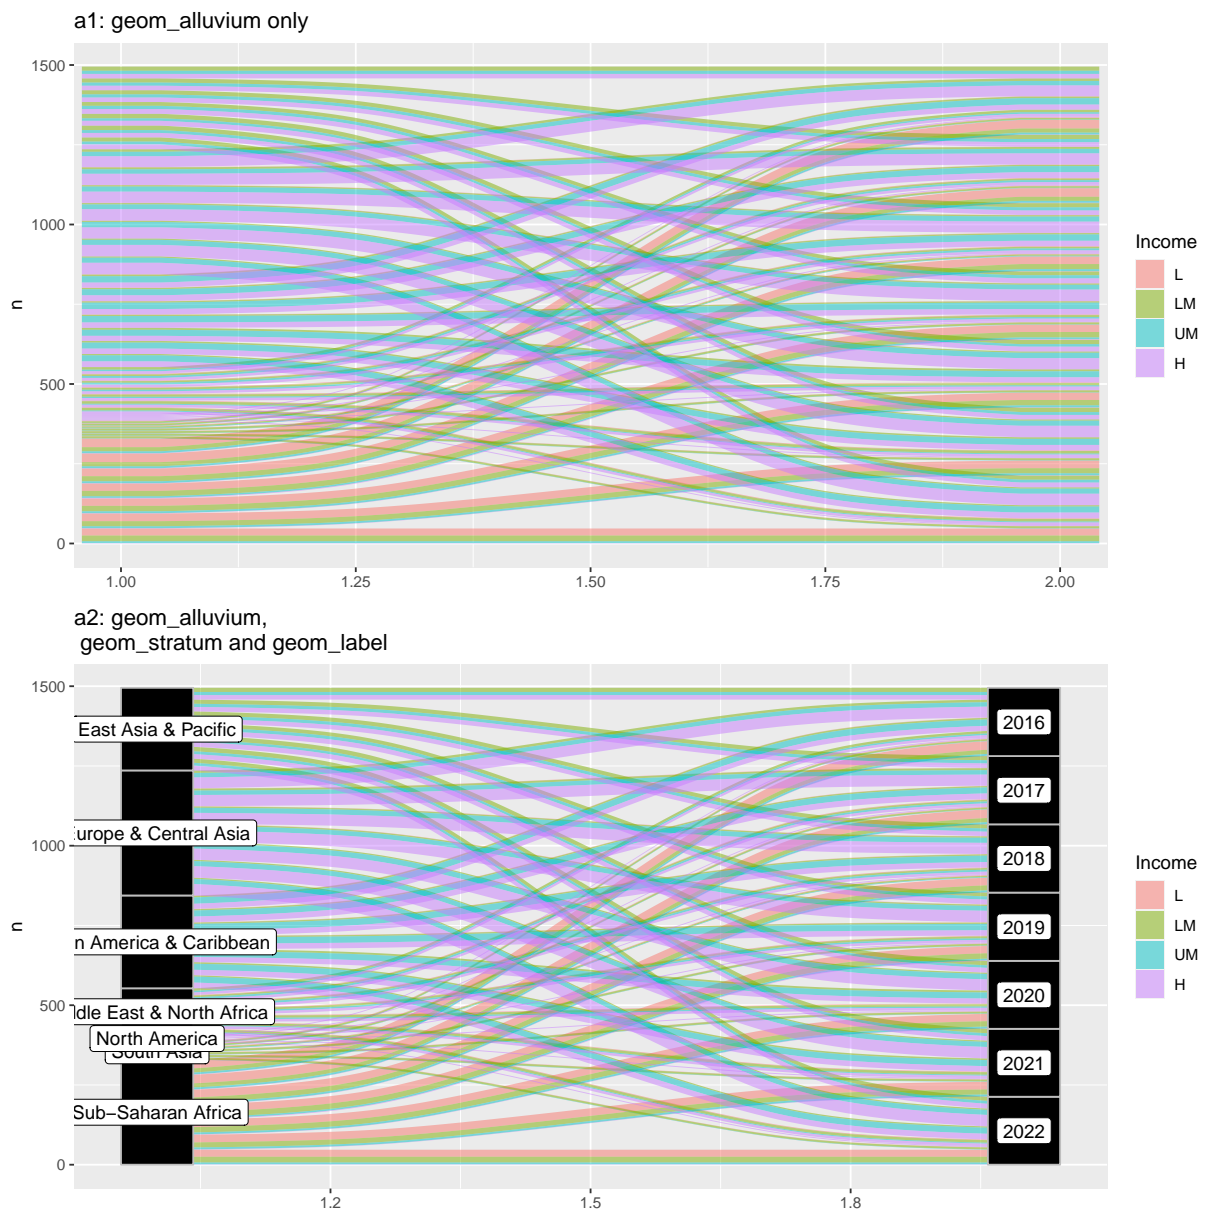 a1: geom_alluvium only
1500
1000
500
0
n
1.00
1.25
1.50
1.75
2.00
Income
L
LM
UM
H
a2: geom_alluvium,
geom_stratum and geom_label
1500
1000
500
0
n
East Asia & Pacific
urope & Central Asia
n America & Caribbean
ddle East & North Africa
North America
South Asia
Sub−Saharan Africa
2016
2017
2018
2019
2020
2021
2022
1.2
1.5
1.8
Income
L
LM
UM
H